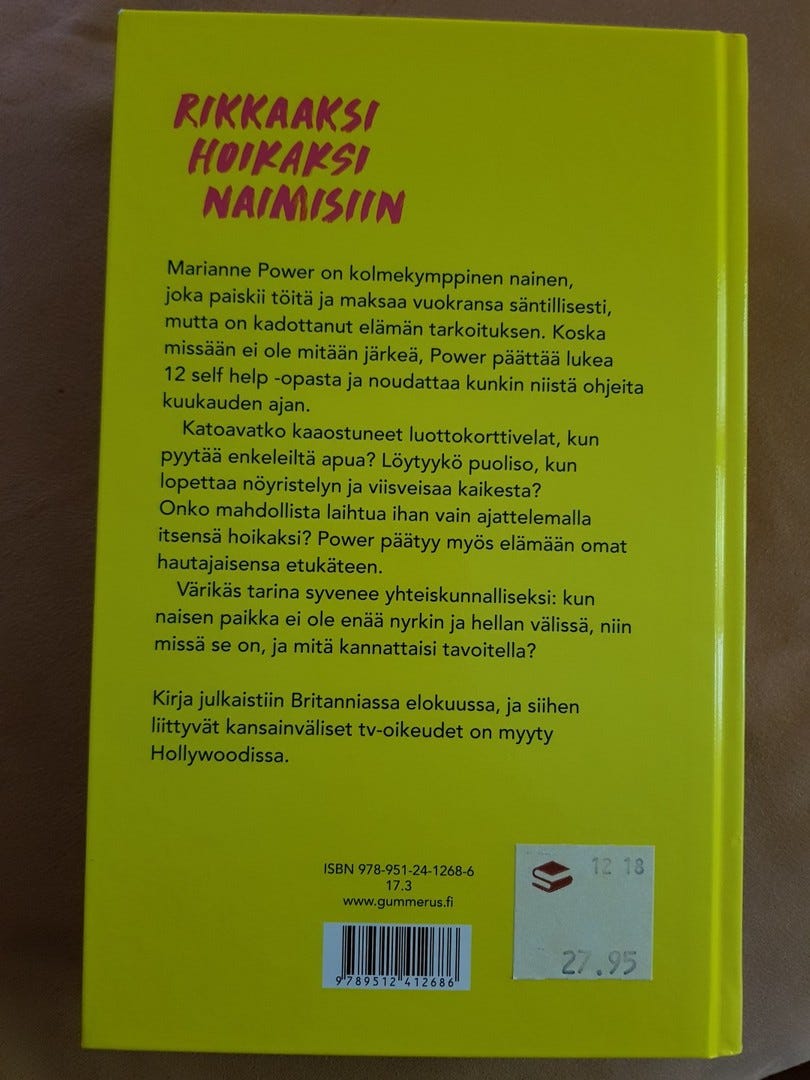 RIKKAAKSI
HOIKAKSI
NAIMISIIN
Marianne Power on kolmekymppinen nainen,
joka paiskii töitä ja maksaa vuokransa säntillisesti,
mutta on kadottanut elämän tarkoituksen. Koska
missään ei ole mitään järkeä, Power päättää lukea
12 self help -opasta ja noudattaa kunkin niistä ohjeita
kuukauden ajan.
Katoavatko kaaostuneet luottokorttivelat, kun
pyytää enkeleiltä apua? Löytyykö puoliso, kun
lopettaa nöyristelyn ja viisveisaa kaikesta?
Onko mahdollista laihtua ihan vain ajattelemalla
itsensä hoikaksi? Power päätyy myös elämään omat
hautajaisensa etukäteen.
Värikäs tarina syvenee yhteiskunnalliseksi: kun
naisen paikka ei ole enää nyrkin ja hellan välissä, niin
missä se on, ja mitä kannattaisi tavoitella?
Kirja julkaistiin Britanniassa elokuussa, ja siihen
liittyvät kansainväliset tv-oikeudet on myyty
Hollywoodissa.
ISBN 978-951-24-1268-6
17.3
www.gummerus.fi
9 789512 412686
12 18
27.95